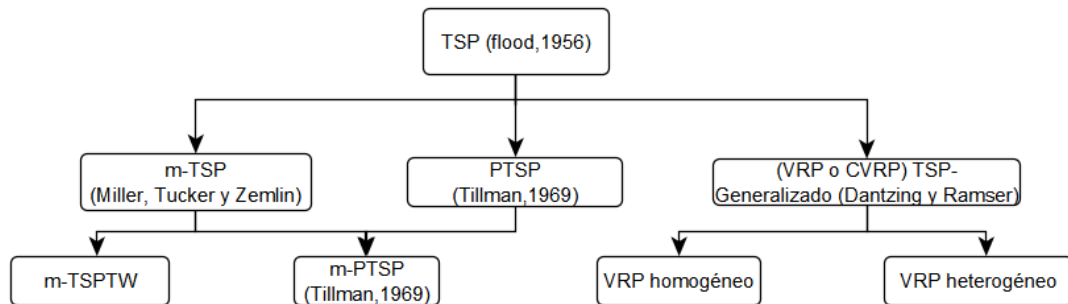 TSP (flood,1956)
m-TSP
(Miller, Tucker y Zemlin)
PTSP
(Tillman,1969)
(VRP o CVRP) TSP-
Generalizado (Dantzing y Ramser)
m-TSPTW
m-PTSP
(Tillman,1969)
VRP homogéneo
VRP heterogéneo